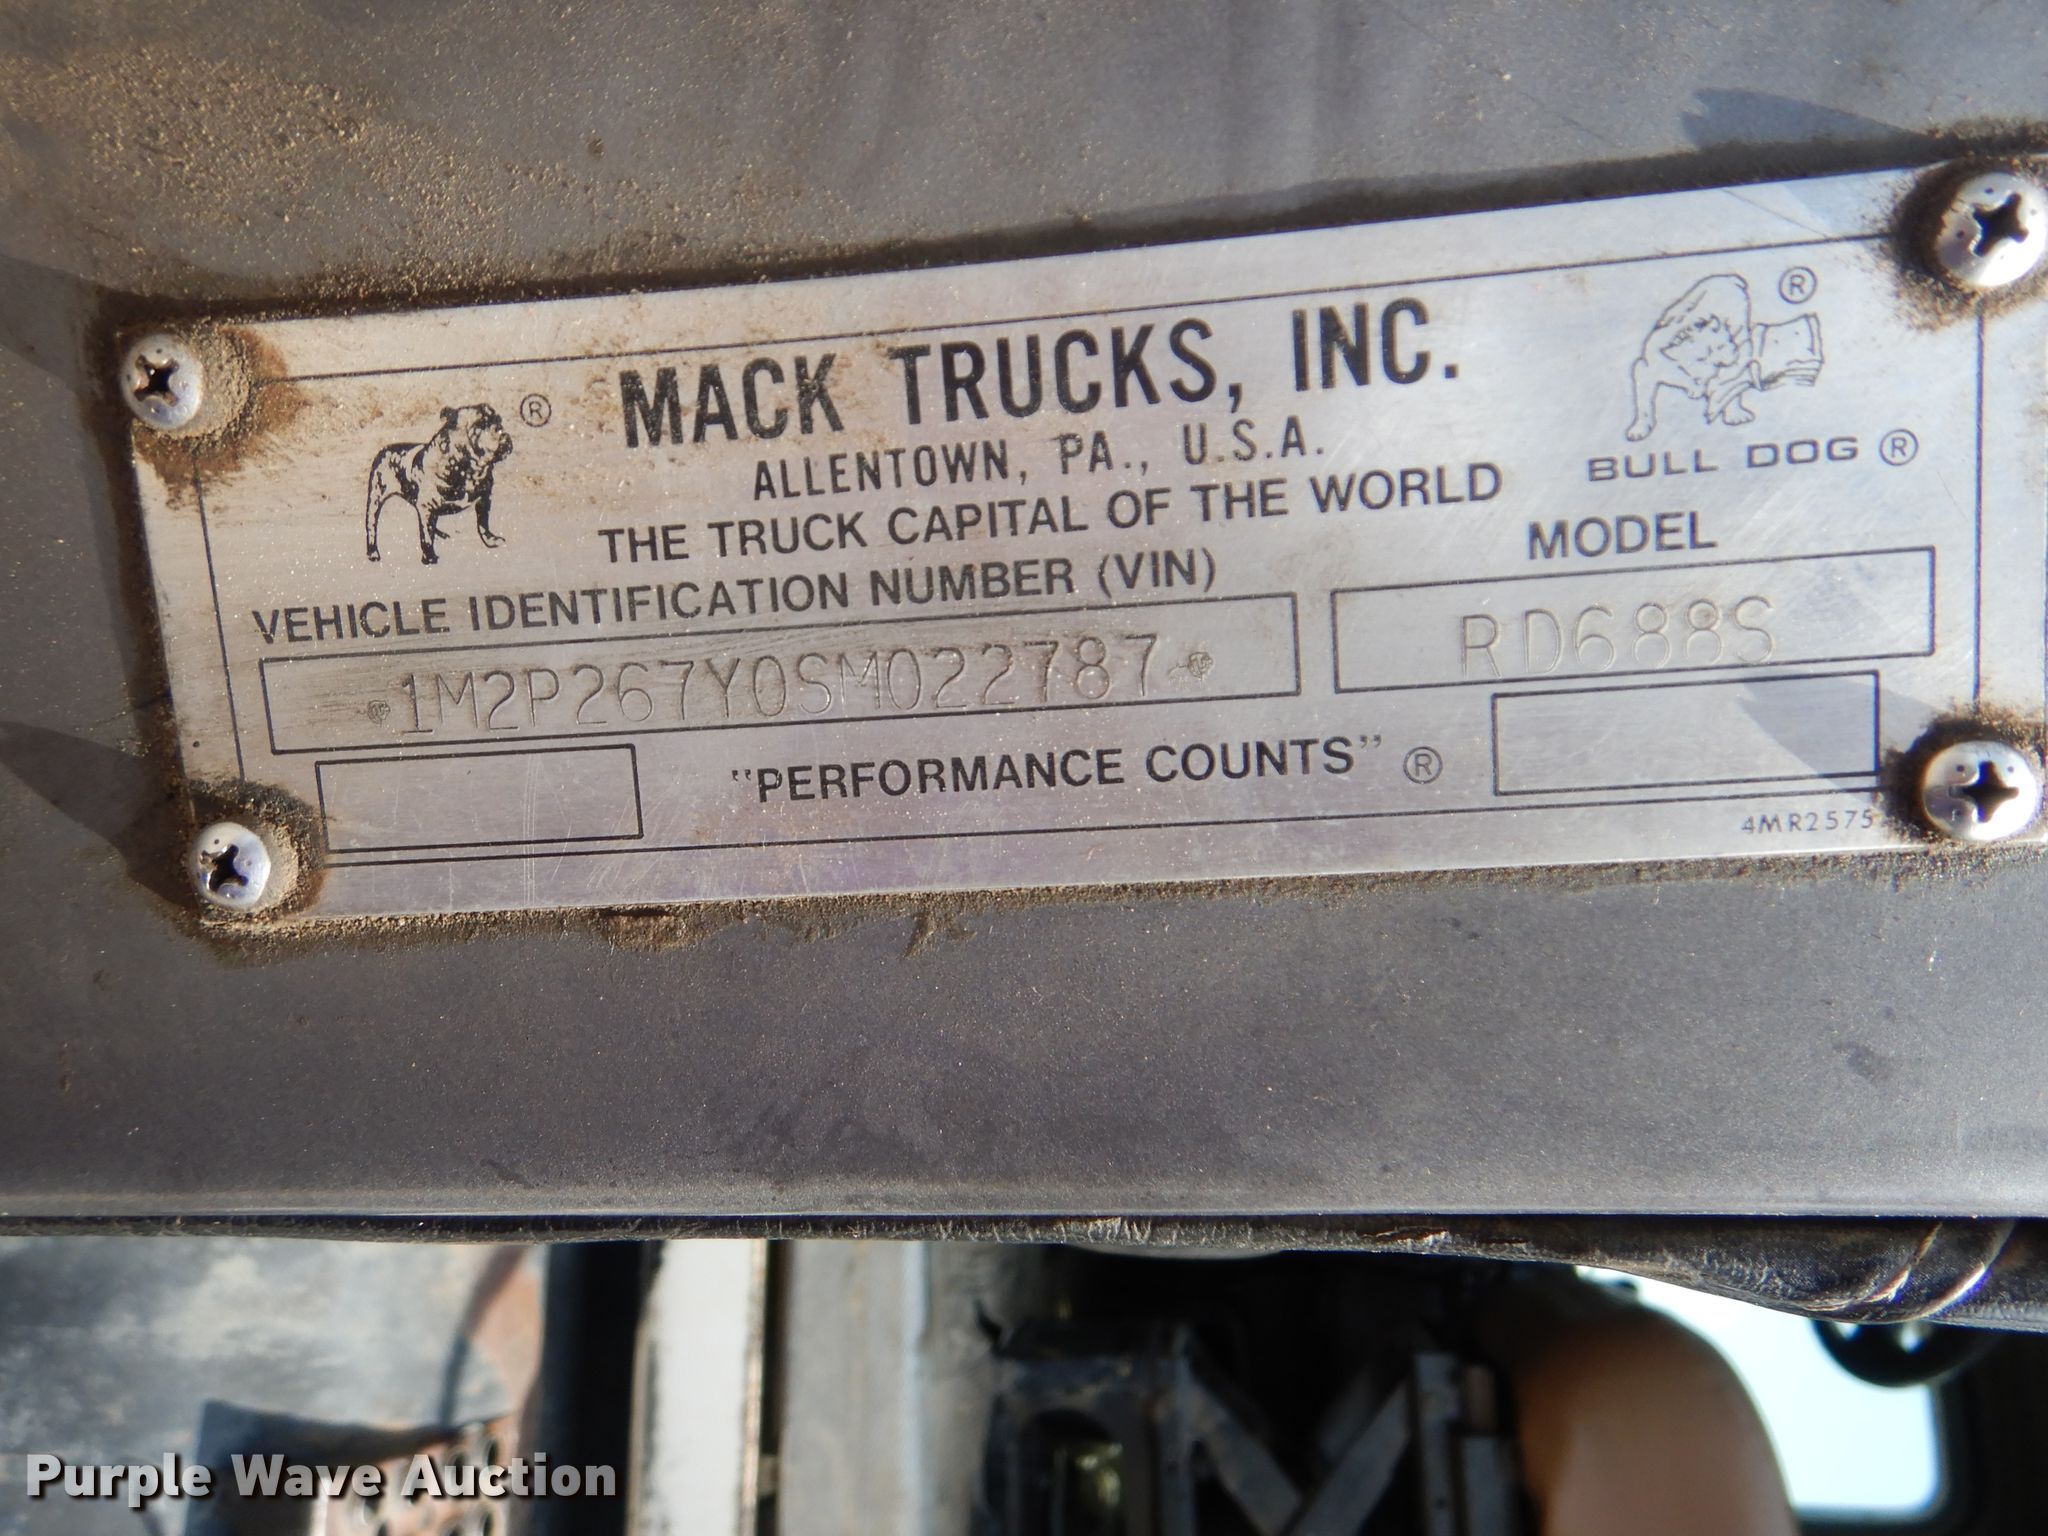 MACK TRUCKS, INC.
ALLENTOWN, PA., U.S.A.
THE TRUCK CAPITAL OF THE WORLD
BULL DOG ®
®
®
VEHICLE IDENTIFICATION NUMBER (VIN)
MODEL
1M2P267Y0SM022787
RD688S
"PERFORMANCE COUNTS" ®
4MR2575
Purple Wave Auction